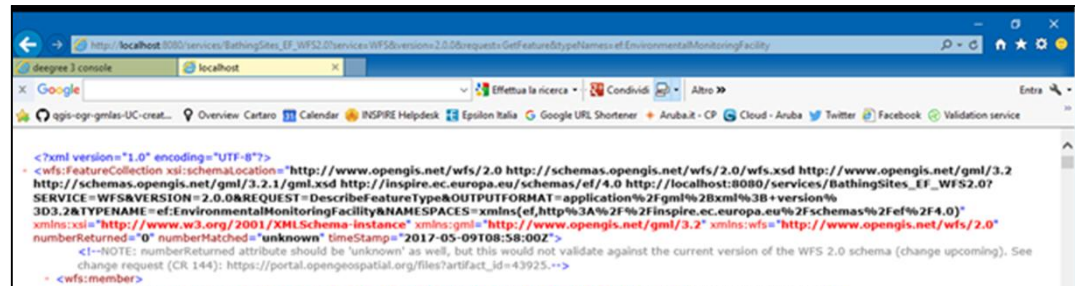 http://localhost:8080/services/BathingSites_EF_WFS2.0?service=WFS&version=2.0.0&request=GetFeature&typeNames=ef:EnvironmentalMonitoringFacility
deegree 3 console localhost
Google Effettua la ricerca Condividi Altro Entra
qgis-ogr-gmlas-UC-creat... Overview Cartaro Calendar INSPIRE Helpdesk Epsilon Italia Google URL Shortener Aruba.it - CP Cloud - Aruba Twitter Facebook Validation service
<?xml version="1.0" encoding="UTF-8"?>
- <wfs:FeatureCollection xsi:schemaLocation="http://www.opengis.net/wfs/2.0 http://schemas.opengis.net/wfs/2.0/wfs.xsd http://www.opengis.net/gml/3.2
http://schemas.opengis.net/gml/3.2.1/gml.xsd http://inspire.ec.europa.eu/schemas/ef/4.0 http://localhost:8080/services/BathingSites_EF_WFS2.0?
SERVICE=WFS&VERSION=2.0.0&REQUEST=DescribeFeatureType&OUTPUTFORMAT=application%2Fgml%2Bxml%3B+version%
3D3.2&TYPENAME=ef:EnvironmentalMonitoringFacility&NAMESPACES=xmlns(ef,http%3A%2F%2Finspire.ec.europa.eu%2Fschemas%2Fef%2F4.0)"
xmlns:xsi="http://www.w3.org/2001/XMLSchema-instance" xmlns:gml="http://www.opengis.net/gml/3.2" xmlns:wfs="http://www.opengis.net/wfs/2.0"
numberReturned="0" numberMatched="unknown" timeStamp="2017-05-09T08:58:00Z">
<!--NOTE: numberReturned attribute should be 'unknown' as well, but this would not validate against the current version of the WFS 2.0 schema (change upcoming). See
change request (CR 144): https://portal.opengeospatial.org/files?artifact_id=43925.-->
- <wfs:member>